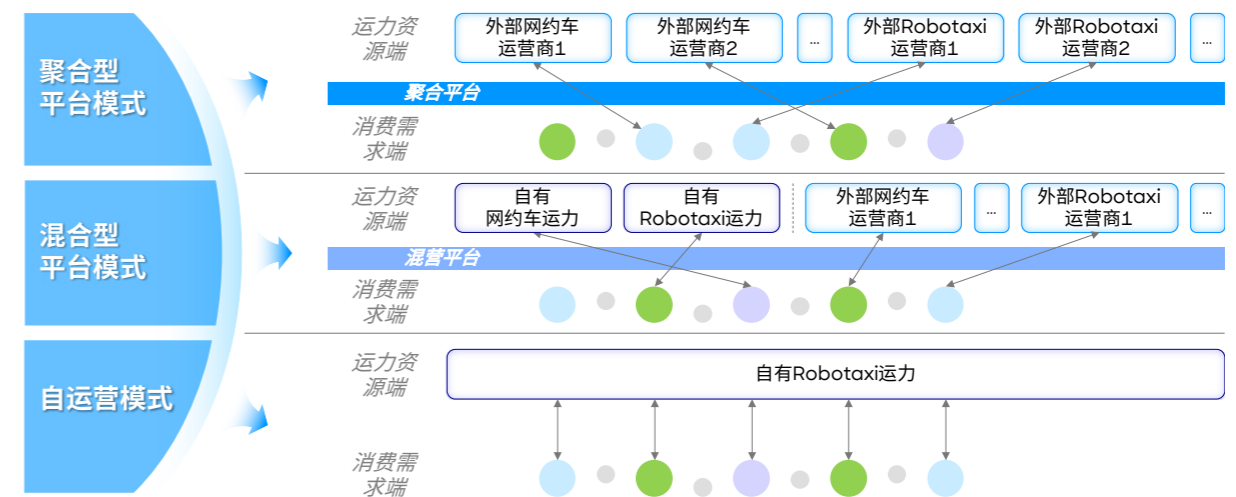 聚合型
平台模式
运力资
源端
外部网约车
运营商1
外部网约车
运营商2
...
外部Robotaxi
运营商1
外部Robotaxi
运营商2
...
聚合平台
消费需
求端
混合型
平台模式
运力资
源端
自有
网约车运力
自有
Robotaxi运力
外部网约车
运营商1
...
外部Robotaxi
运营商1
...
混营平台
消费需
求端
自运营模式
运力资
源端
自有Robotaxi运力
消费需
求端